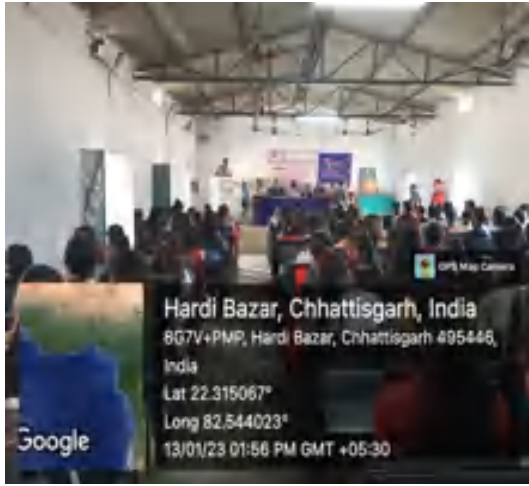 GPS Map Camera
Hardi Bazar, Chhattisgarh, India
8G7V+PMP, Hardi Bazar, Chhattisgarh 495446,
India
Lat 22.315067°
Long 82.544023°
13/01/23 01:56 PM GMT +05:30
Google